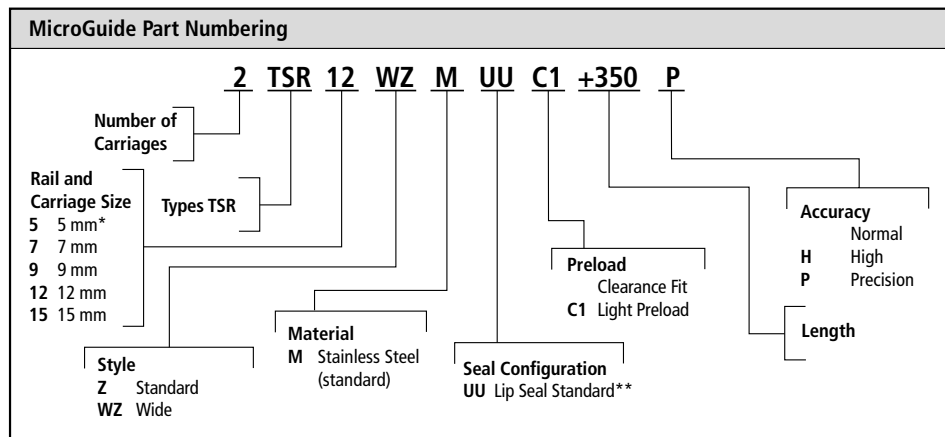 MicroGuide Part Numbering
2 TSR 12 WZ M UU C1 +350 P
Number of
Carriages
Rail and
Carriage Size
5 5 mm*
7 7 mm
9 9 mm
12 12 mm
15 15 mm
Types TSR
Style
Z Standard
WZ Wide
Material
M Stainless Steel
(standard)
Seal Configuration
UU Lip Seal Standard**
Preload
Clearance Fit
C1 Light Preload
Accuracy
Normal
H High
P Precision
Length